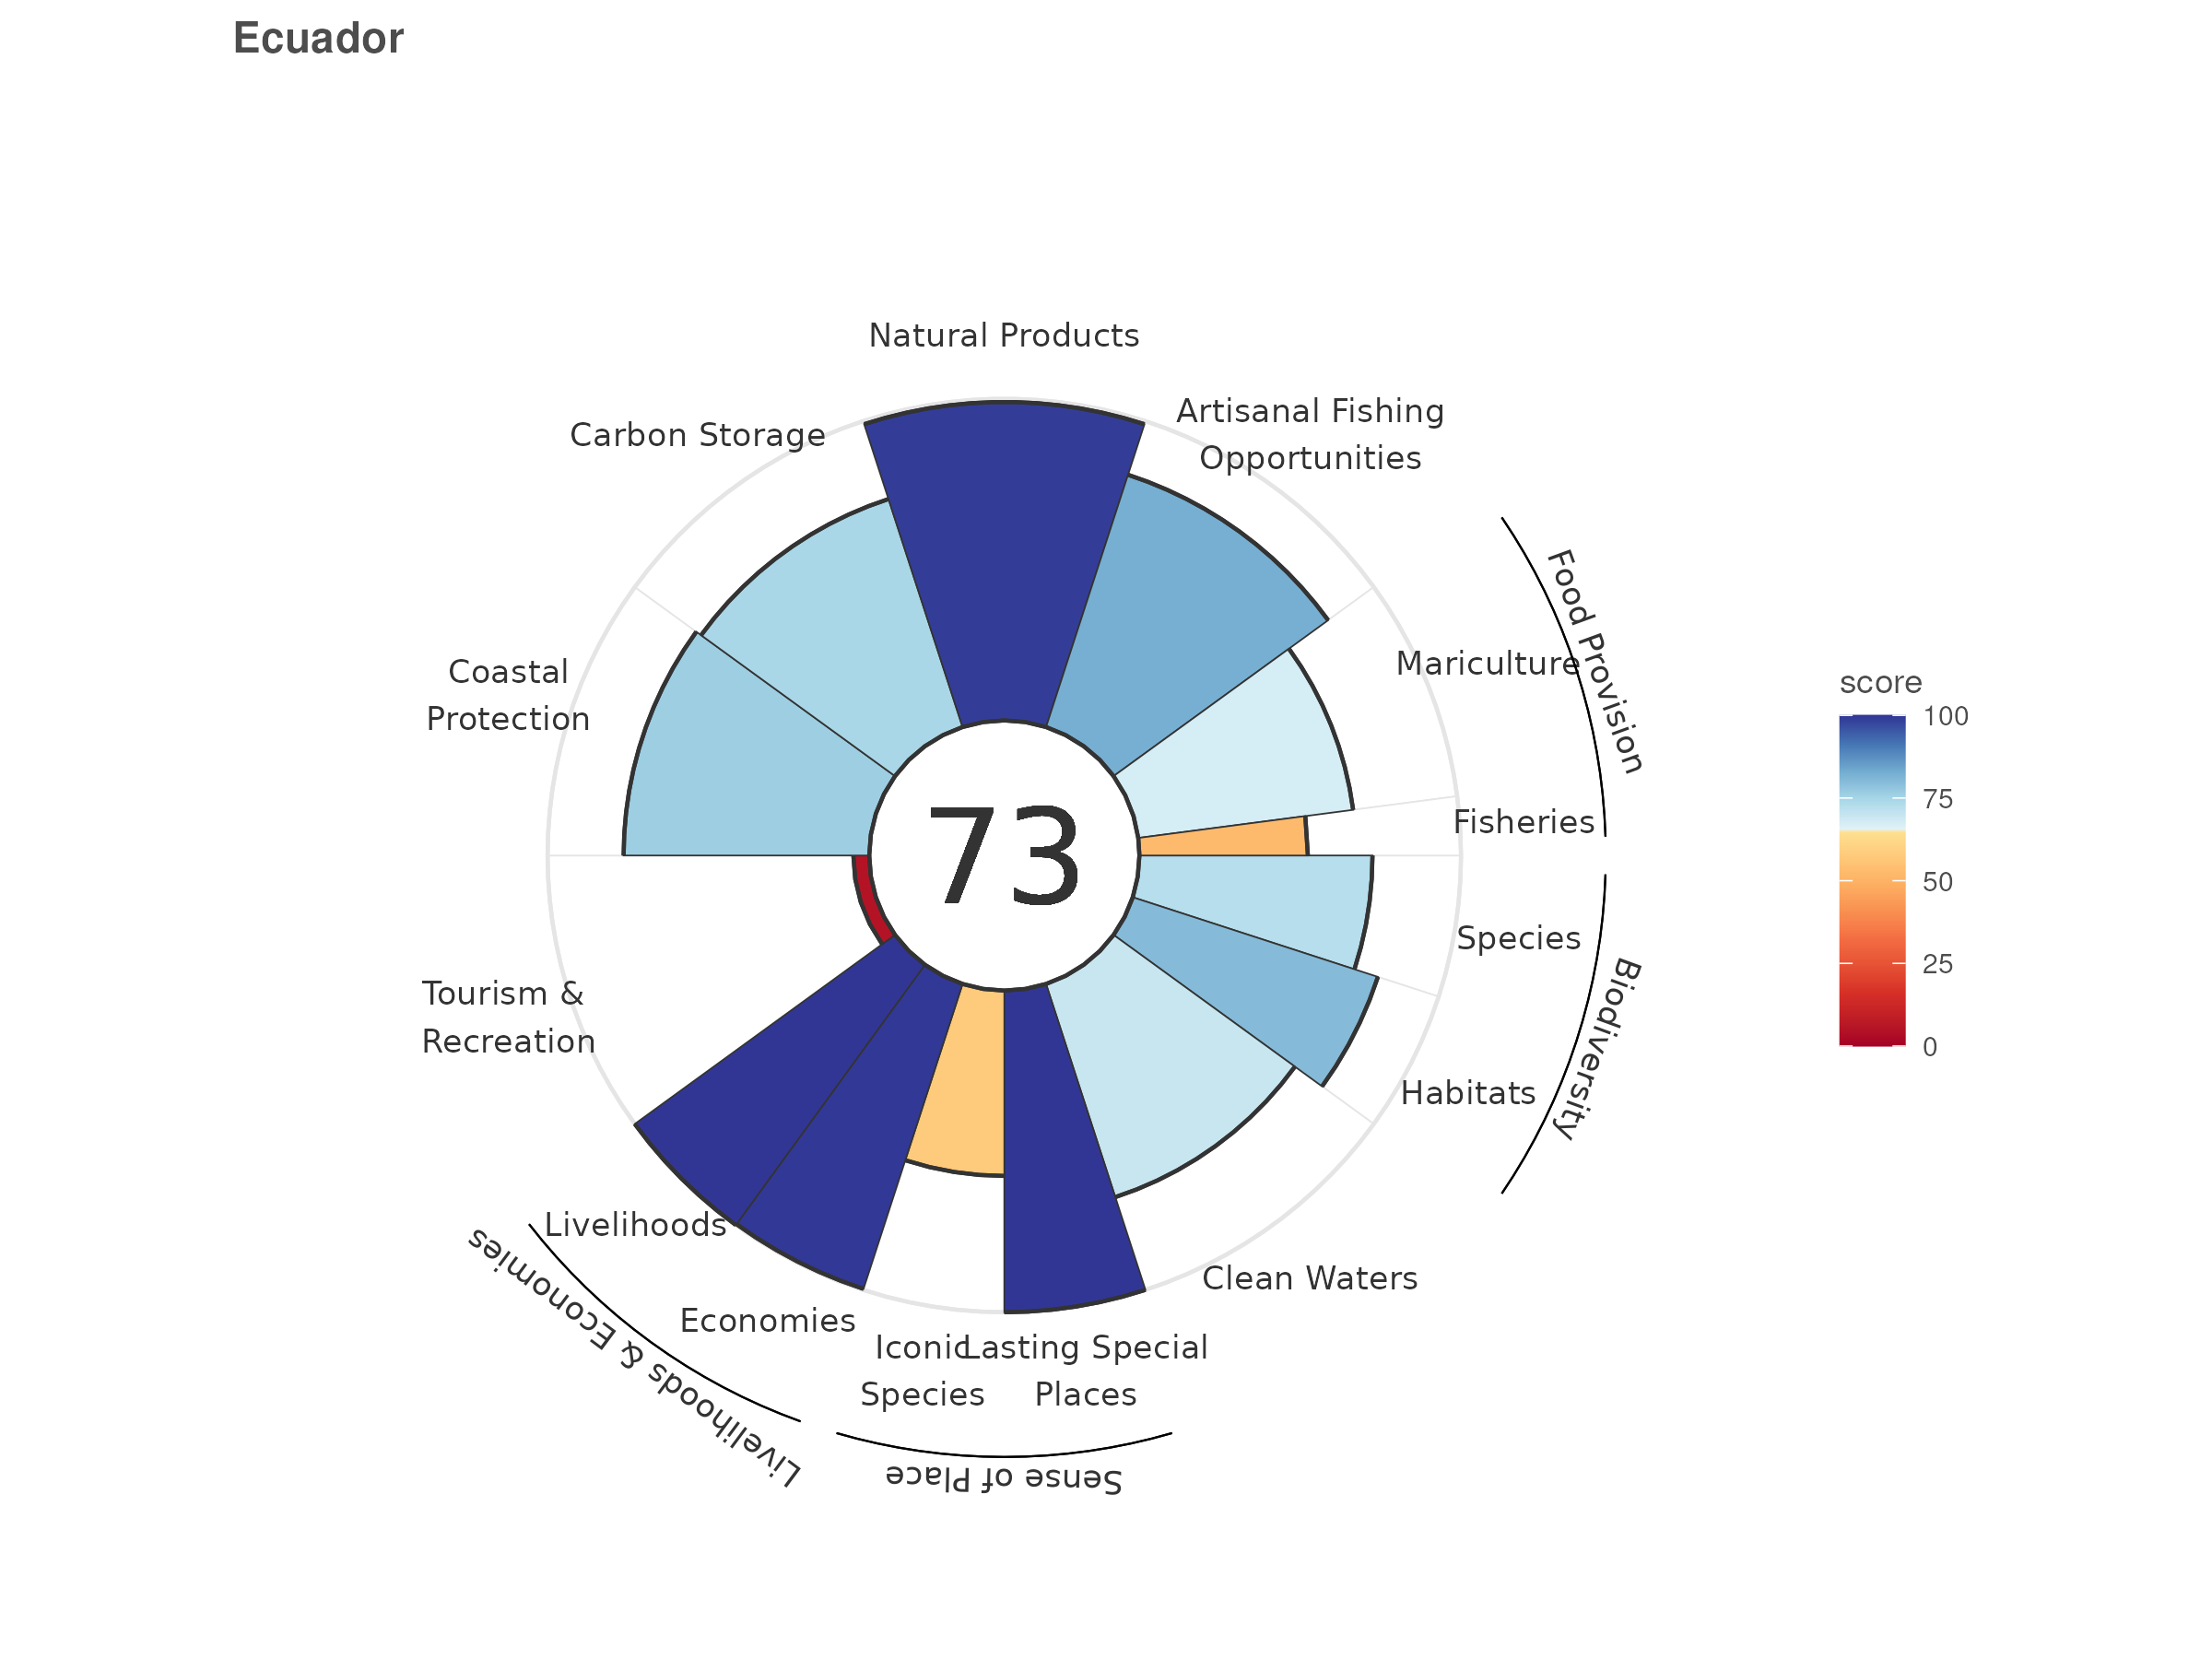 Ecuador
Natural Products
Artisanal Fishing
Opportunities
Carbon Storage
Food Provision
Mariculture
Coastal
Protection
Fisheries
73
Species
Biodiversity
Tourism &
Recreation
Habitats
Livelihoods
Clean Waters
Economies
Iconic
Species
Lasting Special
Places
Livelihoods & Economies
Sense of Place
score
100
75
50
25
0